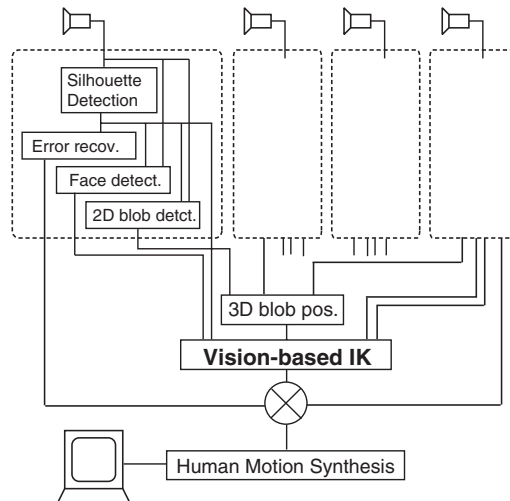 Silhouette
Detection
Error recov.
Face detect.
2D blob detct.
3D blob pos.
Vision-based IK
Human Motion Synthesis